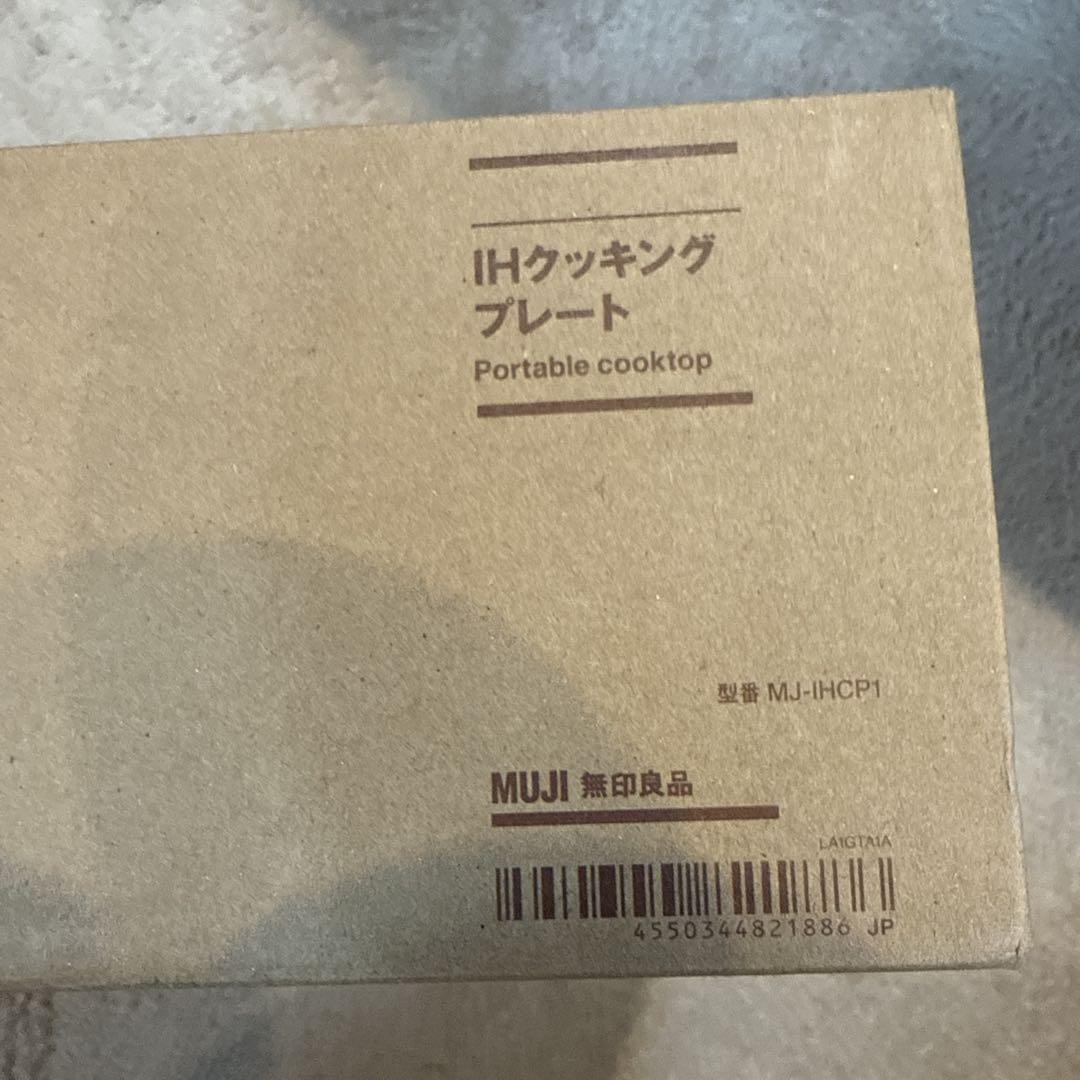 IHクッキング
プレート
Portable cooktop
型番 MJ-IHCP1
MUJI 無印良品
LA1GTA1A
4550344821886 JP